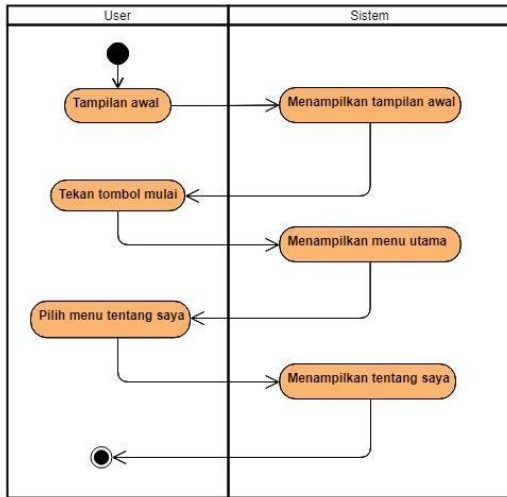 User
Sistem
Tampilan awal
Menampilkan tampilan awal
Tekan tombol mulai
Menampilkan menu utama
Pilih menu tentang saya
Menampilkan tentang saya